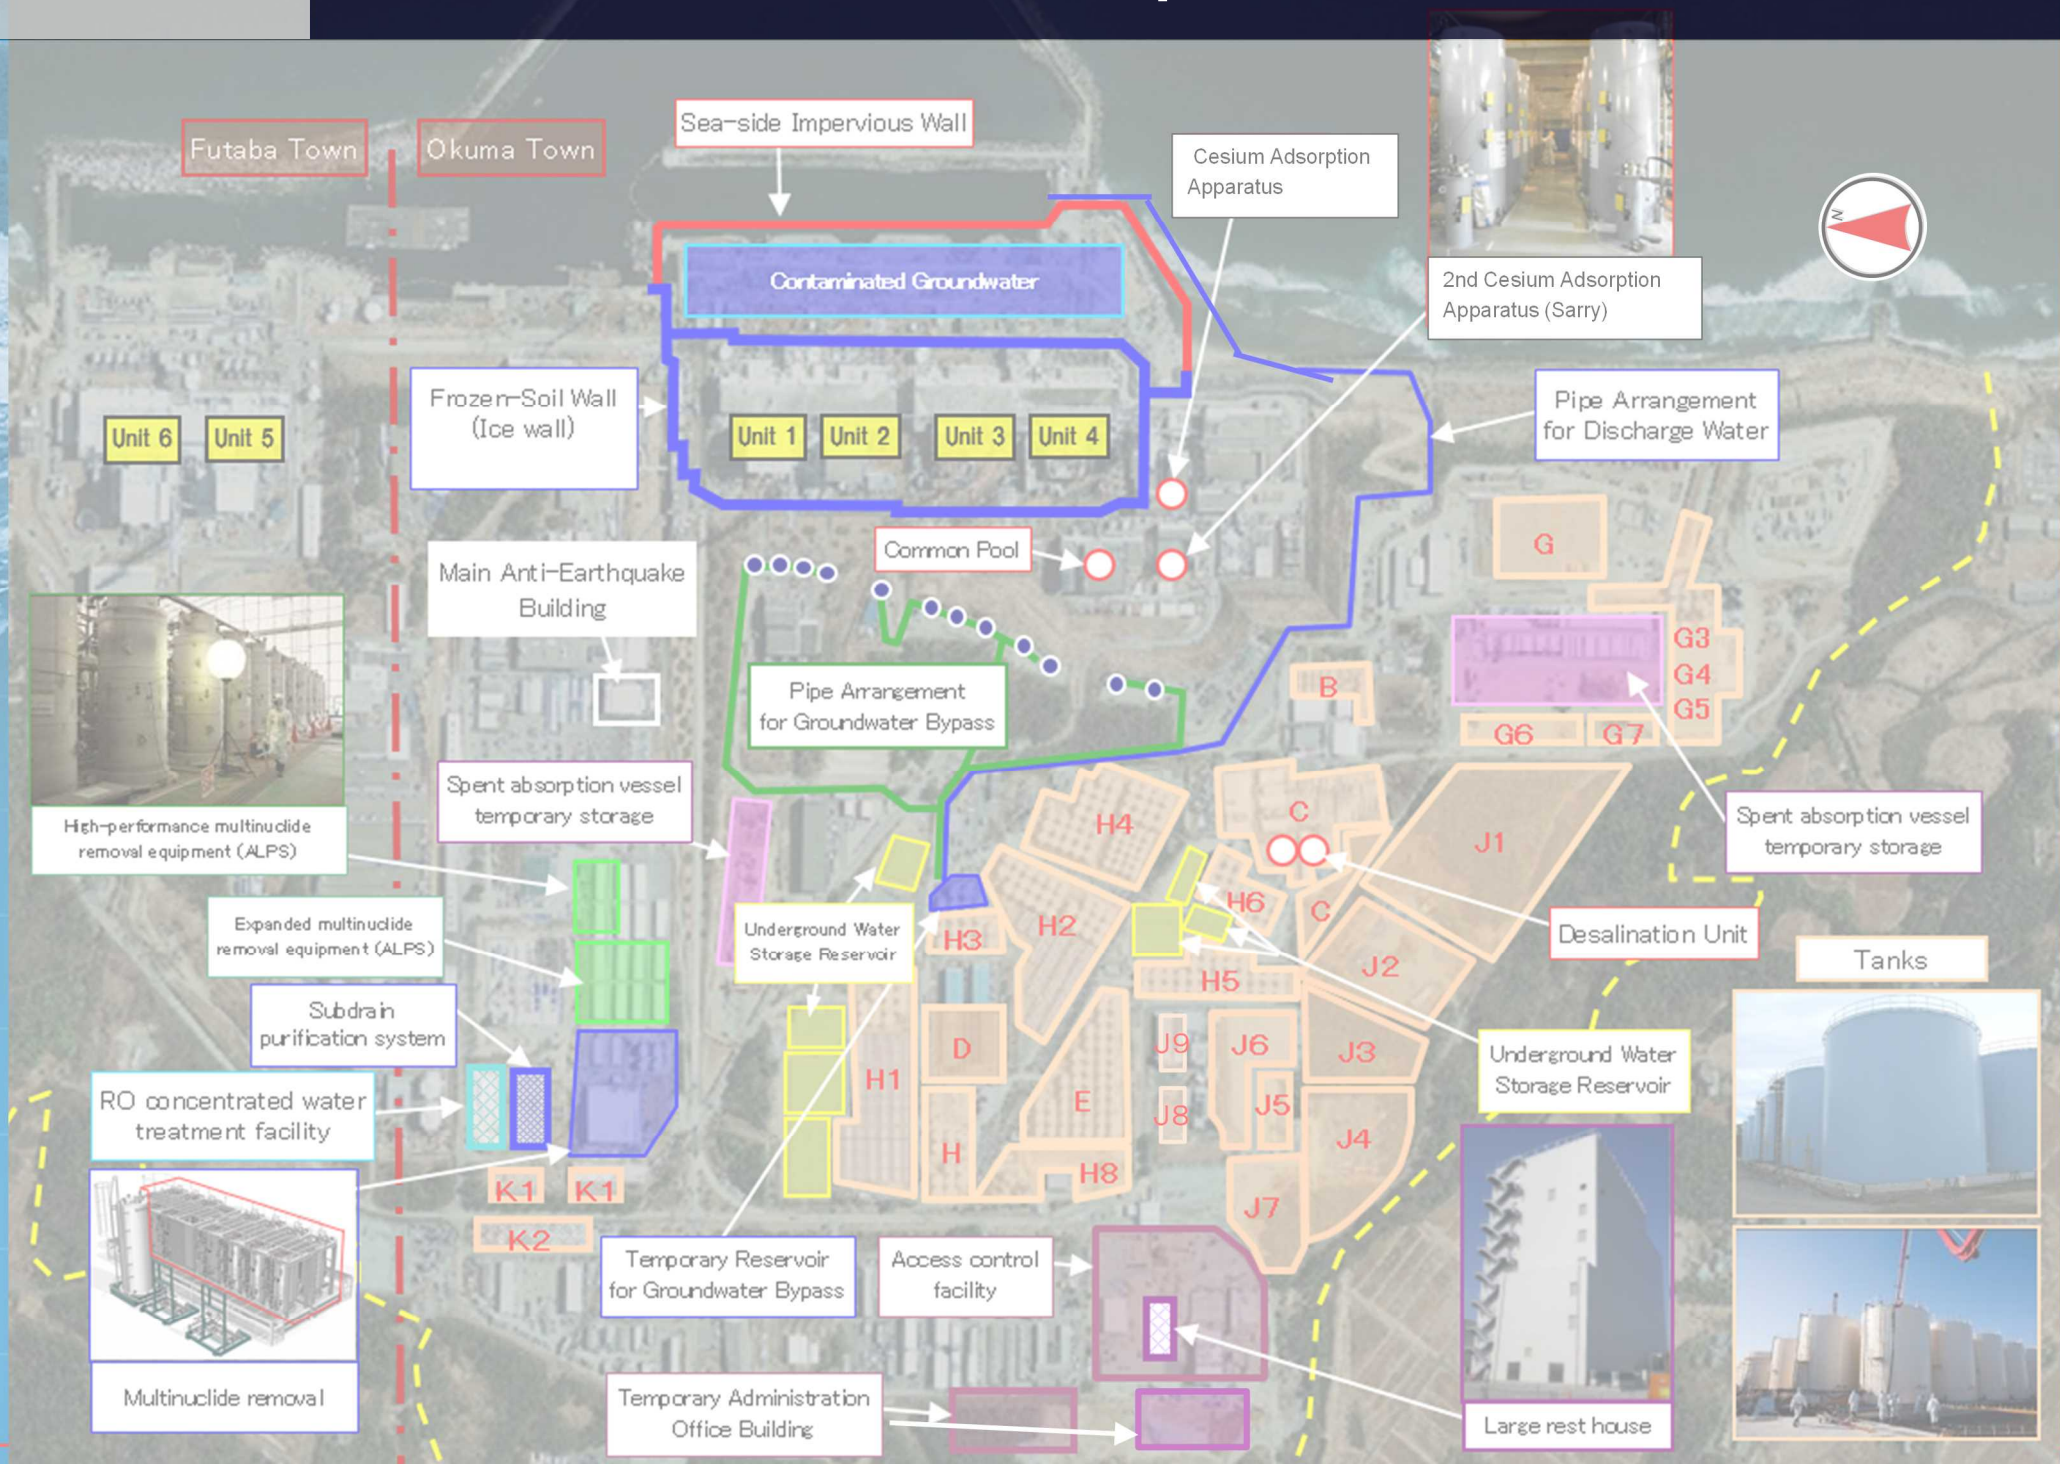 Futaba Town
Okuma Town
Sea-side Impervious Wall
Cesium Adsorption
Apparatus
2nd Cesium Adsorption
Apparatus (Sarry)
N
Contaminated Groundwater
Frozen-Soil Wall
(Ice wall)
Pipe Arrangement
for Discharge Water
Unit 6
Unit 5
Unit 1
Unit 2
Unit 3
Unit 4
Common Pool
Main Anti-Earthquake
Building
G
G3
G4
G5
G6
G7
B
Pipe Arrangement
for Groundwater Bypass
Spent absorption vessel
temporary storage
High-performance multinuclide
removal equipment (ALPS)
H4
C
J1
Spent absorption vessel
temporary storage
Expanded multinuclide
removal equipment (ALPS)
Underground Water
Storage Reservoir
H3
H2
H6
C
Desalination Unit
Tanks
J2
H5
Subdrain
purification system
D
J9
J6
J3
Underground Water
Storage Reservoir
H1
RO concentrated water
treatment facility
E
J8
J5
J4
H
H8
K1
K1
J7
K2
Temporary Reservoir
for Groundwater Bypass
Access control
facility
Multinuclide removal
Temporary Administration
Office Building
Large rest house